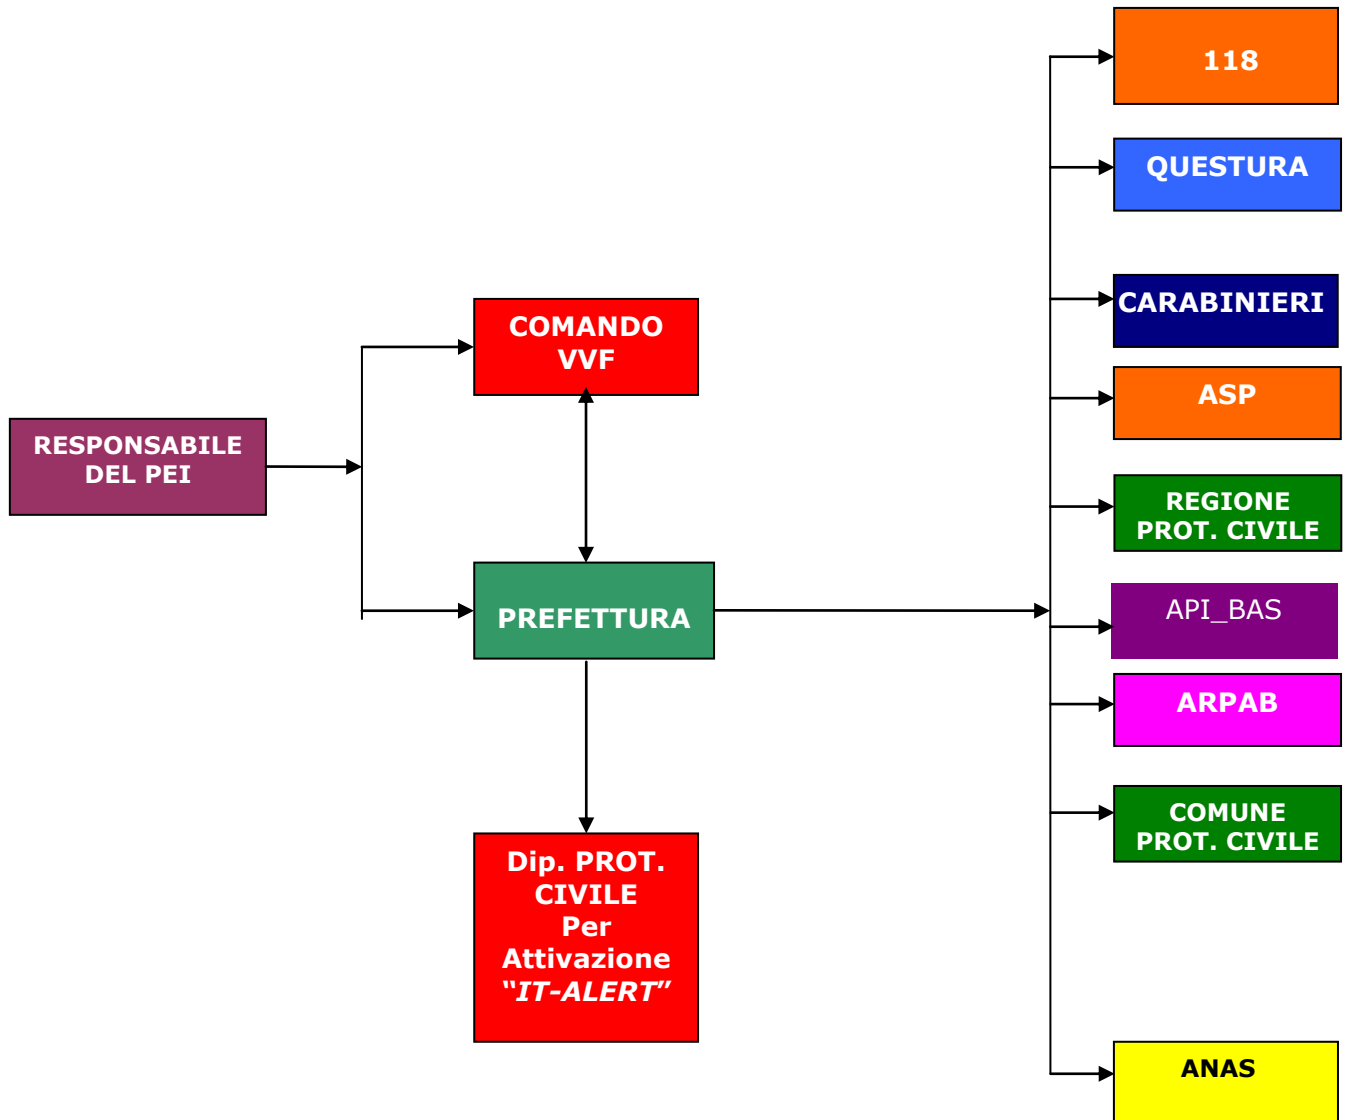 118
QUESTURA
CARABINIERI
COMANDO
VVF
ASP
RESPONSABILE
DEL PEI
REGIONE
PROT. CIVILE
PREFETTURA
API_BAS
ARPAB
COMUNE
PROT. CIVILE
Dip. PROT.
CIVILE
Per
Attivazione
“IT-ALERT”
ANAS